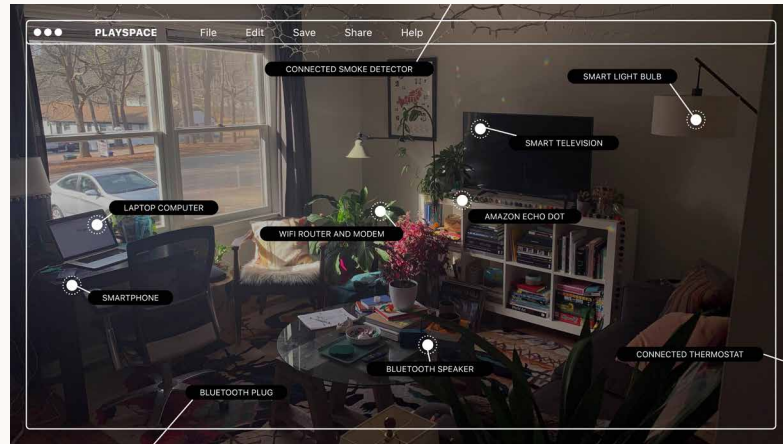 PLAYSPACE File Edit Save Share Help
CONNECTED SMOKE DETECTOR
SMART LIGHT BULB
SMART TELEVISION
LAPTOP COMPUTER
AMAZON ECHO DOT
WIFI ROUTER AND MODEM
SMARTPHONE
CONNECTED THERMOSTAT
BLUETOOTH SPEAKER
BLUETOOTH PLUG